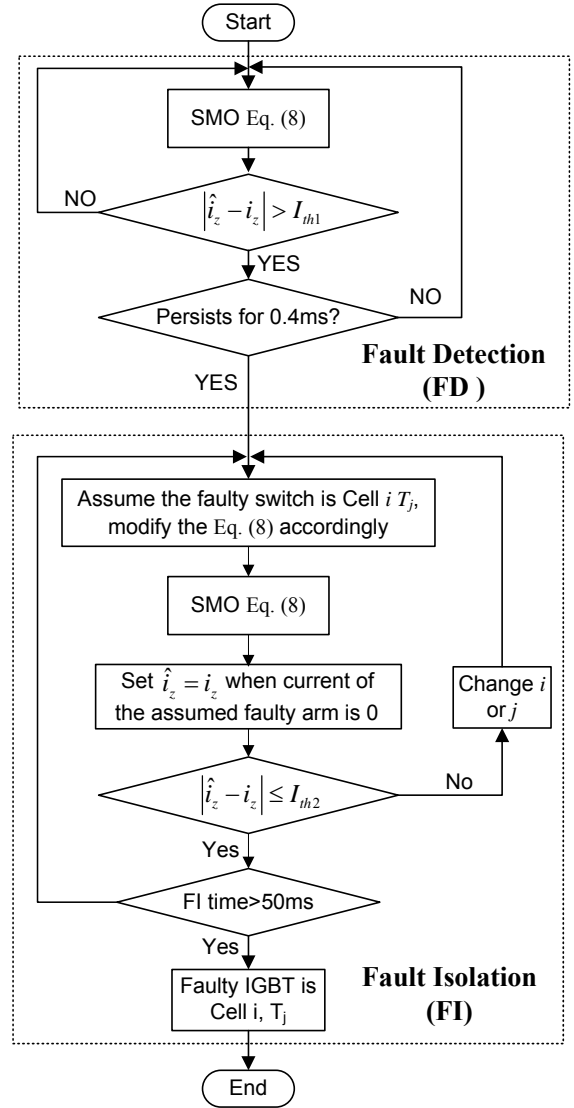 Start
SMO Eq. (8)
NO
|î_z − i_z| > I_th1
YES
NO
Persists for 0.4ms?
YES
Fault Detection
(FD )
Assume the faulty switch is Cell i T_j,
modify the Eq. (8) accordingly
SMO Eq. (8)
Set î_z = i_z when current of
the assumed faulty arm is 0
Change i
or j
|î_z − i_z| ≤ I_th2
No
Yes
FI time>50ms
Yes
Faulty IGBT is
Cell i, T_j
Fault Isolation
(FI)
End